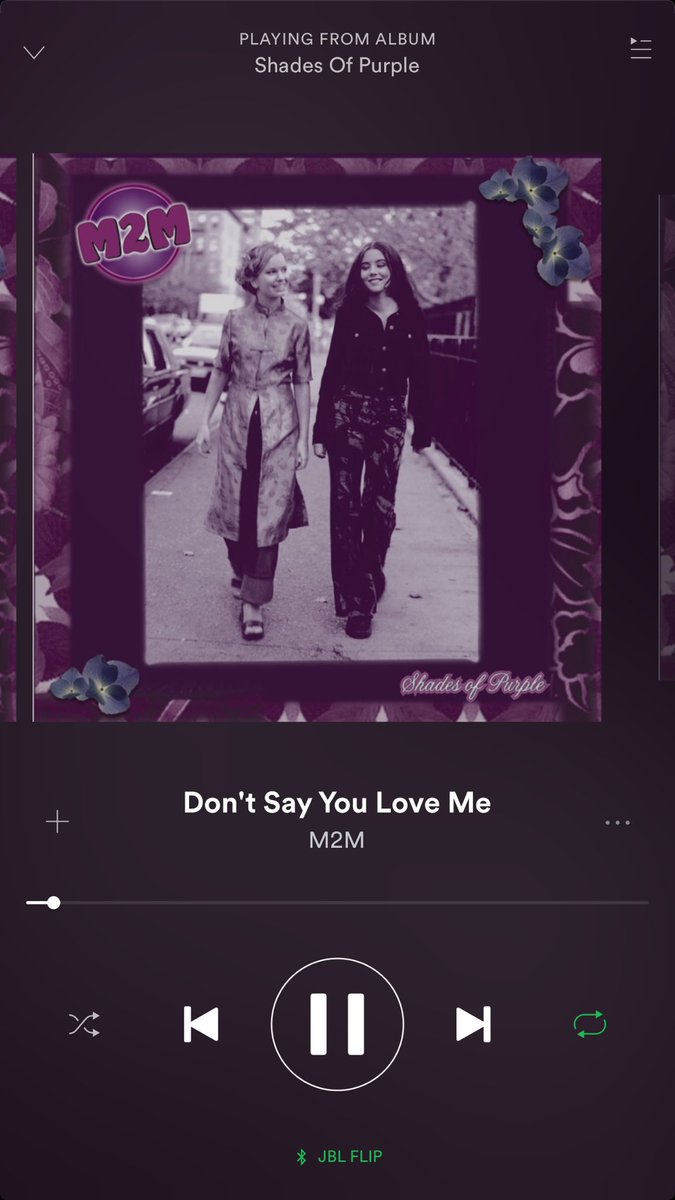 PLAYING FROM ALBUM
Shades Of Purple
M2M
Shades of Purple
Don't Say You Love Me
M2M
JBL FLIP